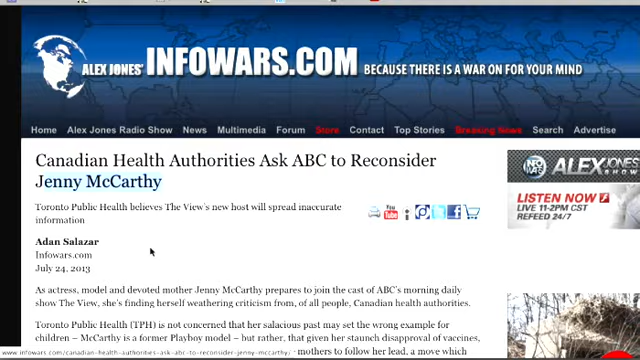 ALEX JONES' INFOWARS.COM BECAUSE THERE IS A WAR ON FOR YOUR MIND
Home Alex Jones Radio Show News Multimedia Forum Store Contact Top Stories Breaking News Search Advertise
Canadian Health Authorities Ask ABC to Reconsider
Jenny McCarthy
Toronto Public Health believes The View's new host will spread inaccurate
information
You Tube
Adan Salazar
Infowars.com
July 24, 2013
As actress, model and devoted mother Jenny McCarthy prepares to join the cast of ABC's morning daily
show The View, she's finding herself weathering criticism from, of all people, Canadian health authorities.
Toronto Public Health (TPH) is not concerned that her salacious past may set the wrong example for
children – McCarthy is a former Playboy model – but rather, that given her staunch disapproval of vaccines,
mothers to follow her lead, a move which
www.infowars.com/canadian-health-authorities-ask-abc-to-reconsider-jenny-mccarthy/
ALEX JONES
SHOW
LISTEN NOW
LIVE 11-2PM CST
REFEED 24/7